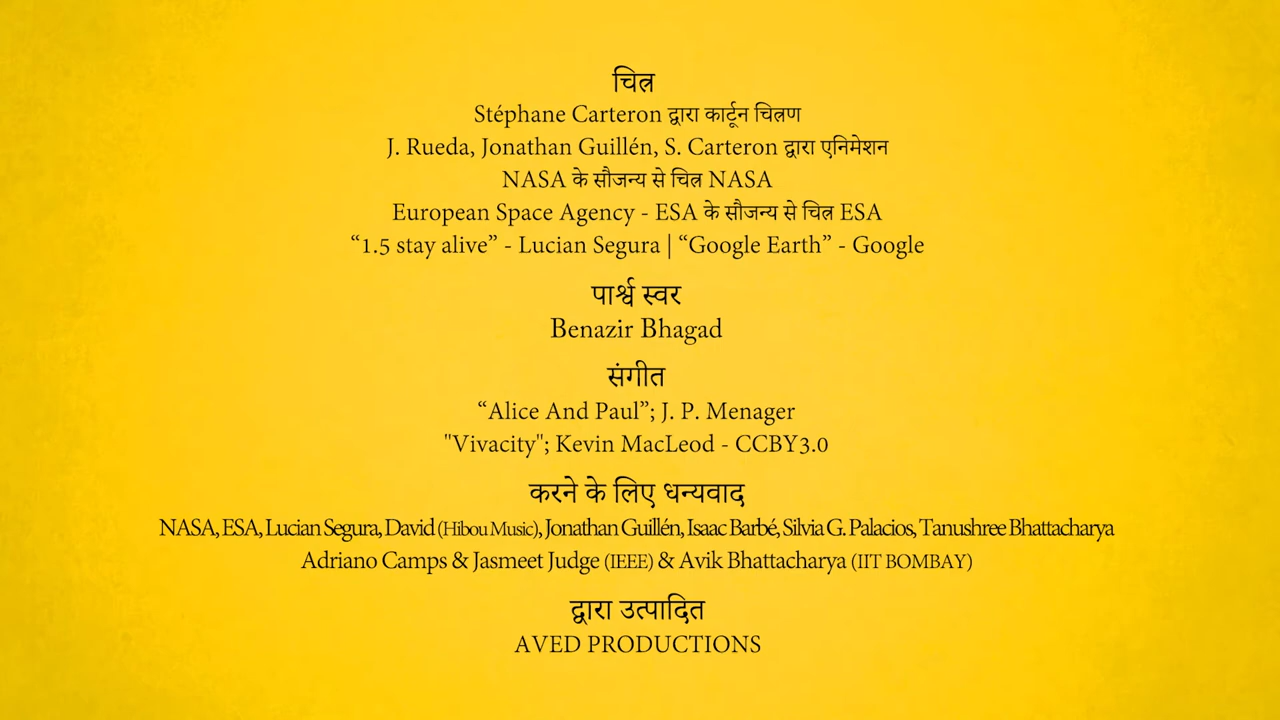 चित्र
Stéphane Carteron द्वारा कार्टून चित्रण
J. Rueda, Jonathan Guillén, S. Carteron द्वारा एनिमेशन
NASA के सौजन्य से चित्र NASA
European Space Agency - ESA के सौजन्य से चित्र ESA
“1.5 stay alive” - Lucian Segura | “Google Earth” - Google
पार्श्व स्वर
Benazir Bhagad
संगीत
“Alice And Paul”; J. P. Menager
"Vivacity"; Kevin MacLeod - CCBY3.0
करने के लिए धन्यवाद
NASA, ESA, Lucian Segura, David (Hibou Music), Jonathan Guillén, Isaac Barbé, Silvia G. Palacios, Tanushree Bhattacharya
Adriano Camps & Jasmeet Judge (IEEE) & Avik Bhattacharya (IIT BOMBAY)
द्वारा उत्पादित
AVED PRODUCTIONS